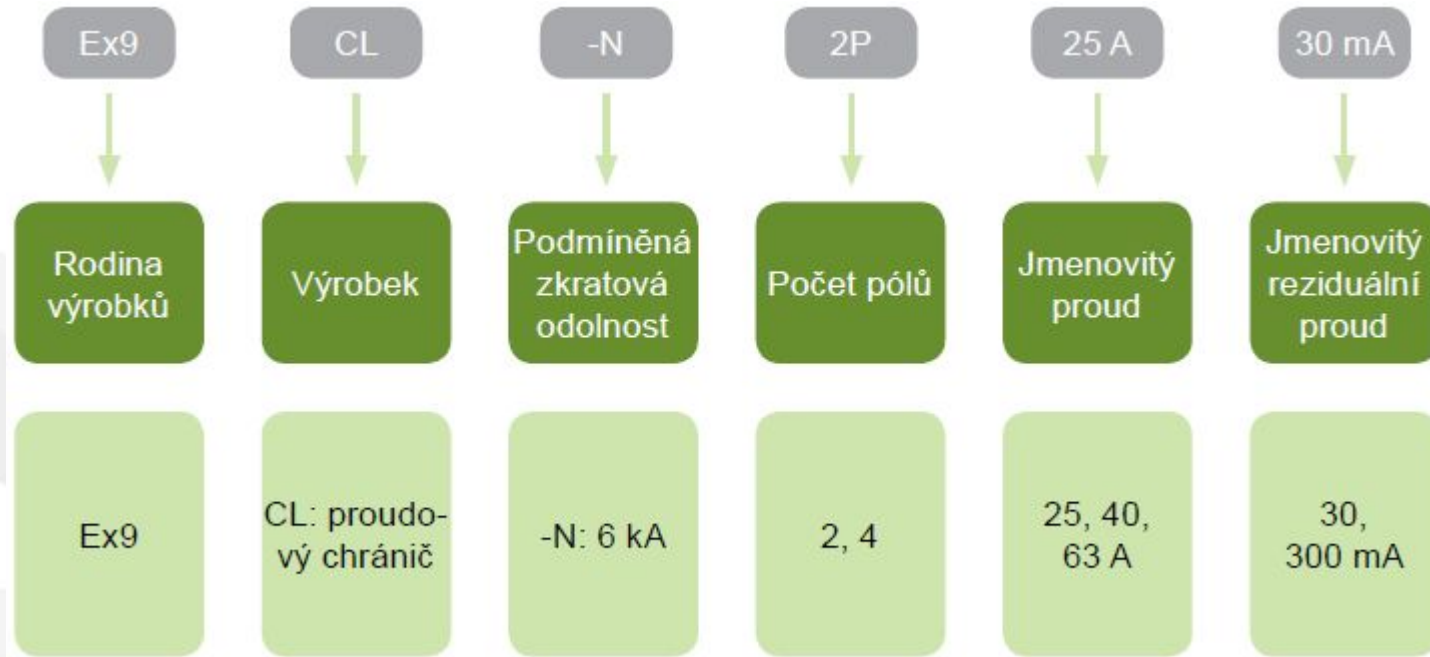 Ex9
CL
-N
2P
25 A
30 mA
Rodina
výrobků
Výrobek
Podmíněná
zkratová
odolnost
Počet pólů
Jmenovitý
proud
Jmenovitý
reziduální
proud
Ex9
CL: proudo-
vý chránič
-N: 6 kA
2, 4
25, 40,
63 A
30,
300 mA